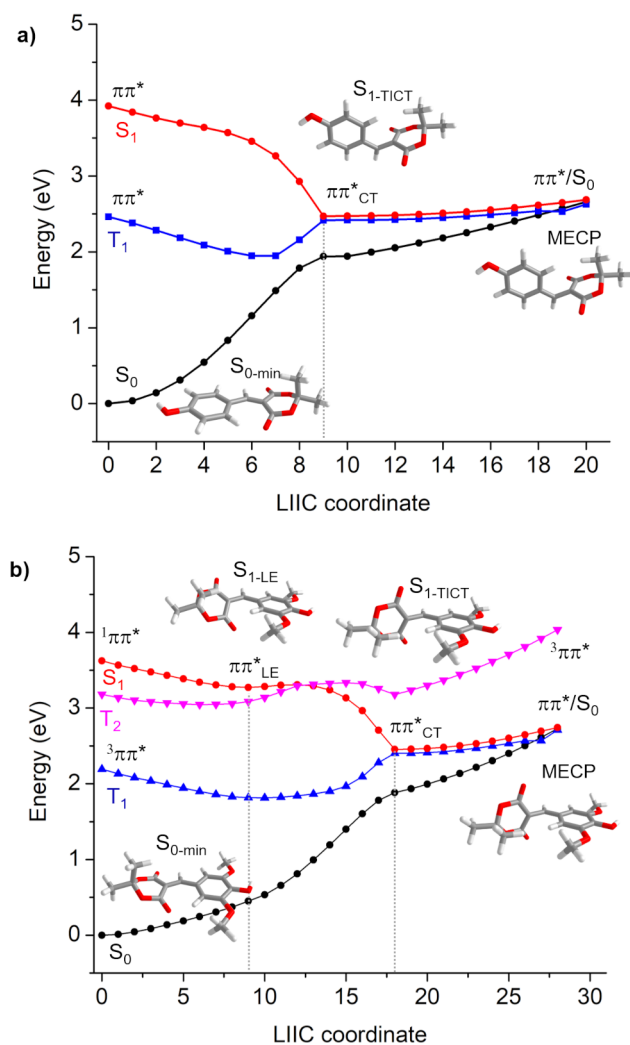 a)
5
4
3
2
1
0
Energy (eV)
ππ*
S1
ππ*
T1
S0
S0-min
S1-TICT
ππ*CT
ππ*/S0
MECP
0 2 4 6 8 10 12 14 16 18 20
LIIC coordinate
b)
5
4
3
2
1
0
Energy (eV)
S1-LE
S1-TICT
1ππ*
S1
ππ*LE
T2
3ππ*
3ππ*
T1
ππ*CT
ππ*/S0
MECP
S0-min
S0
0 5 10 15 20 25 30
LIIC coordinate